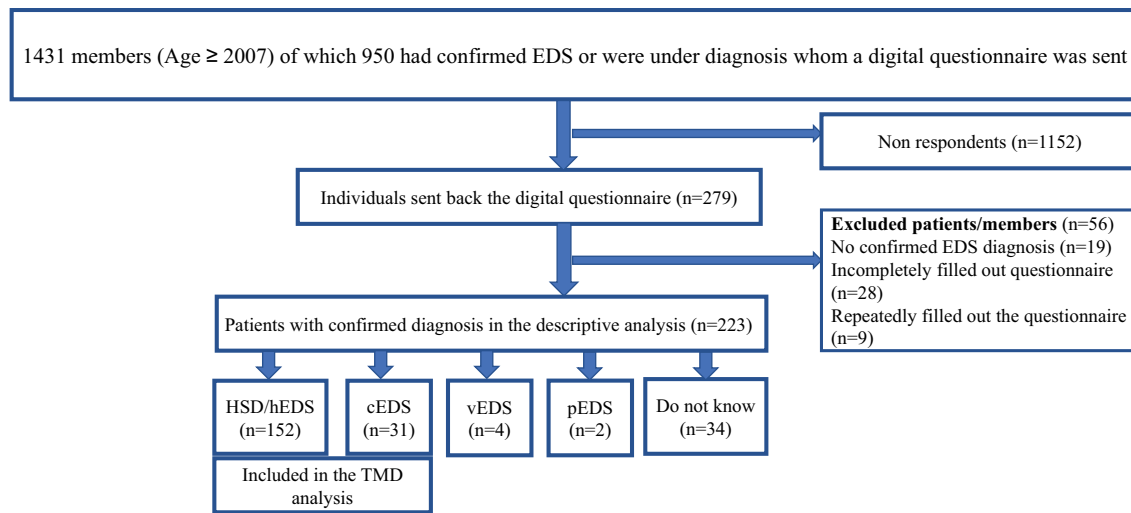 1431 members (Age ≥ 2007) of which 950 had confirmed EDS or were under diagnosis whom a digital questionnaire was sent
Non respondents (n=1152)
Individuals sent back the digital questionnaire (n=279)
Excluded patients/members (n=56)
No confirmed EDS diagnosis (n=19)
Incompletely filled out questionnaire
(n=28)
Repeatedly filled out the questionnaire
(n=9)
Patients with confirmed diagnosis in the descriptive analysis (n=223)
HSD/hEDS
(n=152)
cEDS
(n=31)
vEDS
(n=4)
pEDS
(n=2)
Do not know
(n=34)
Included in the TMD
analysis